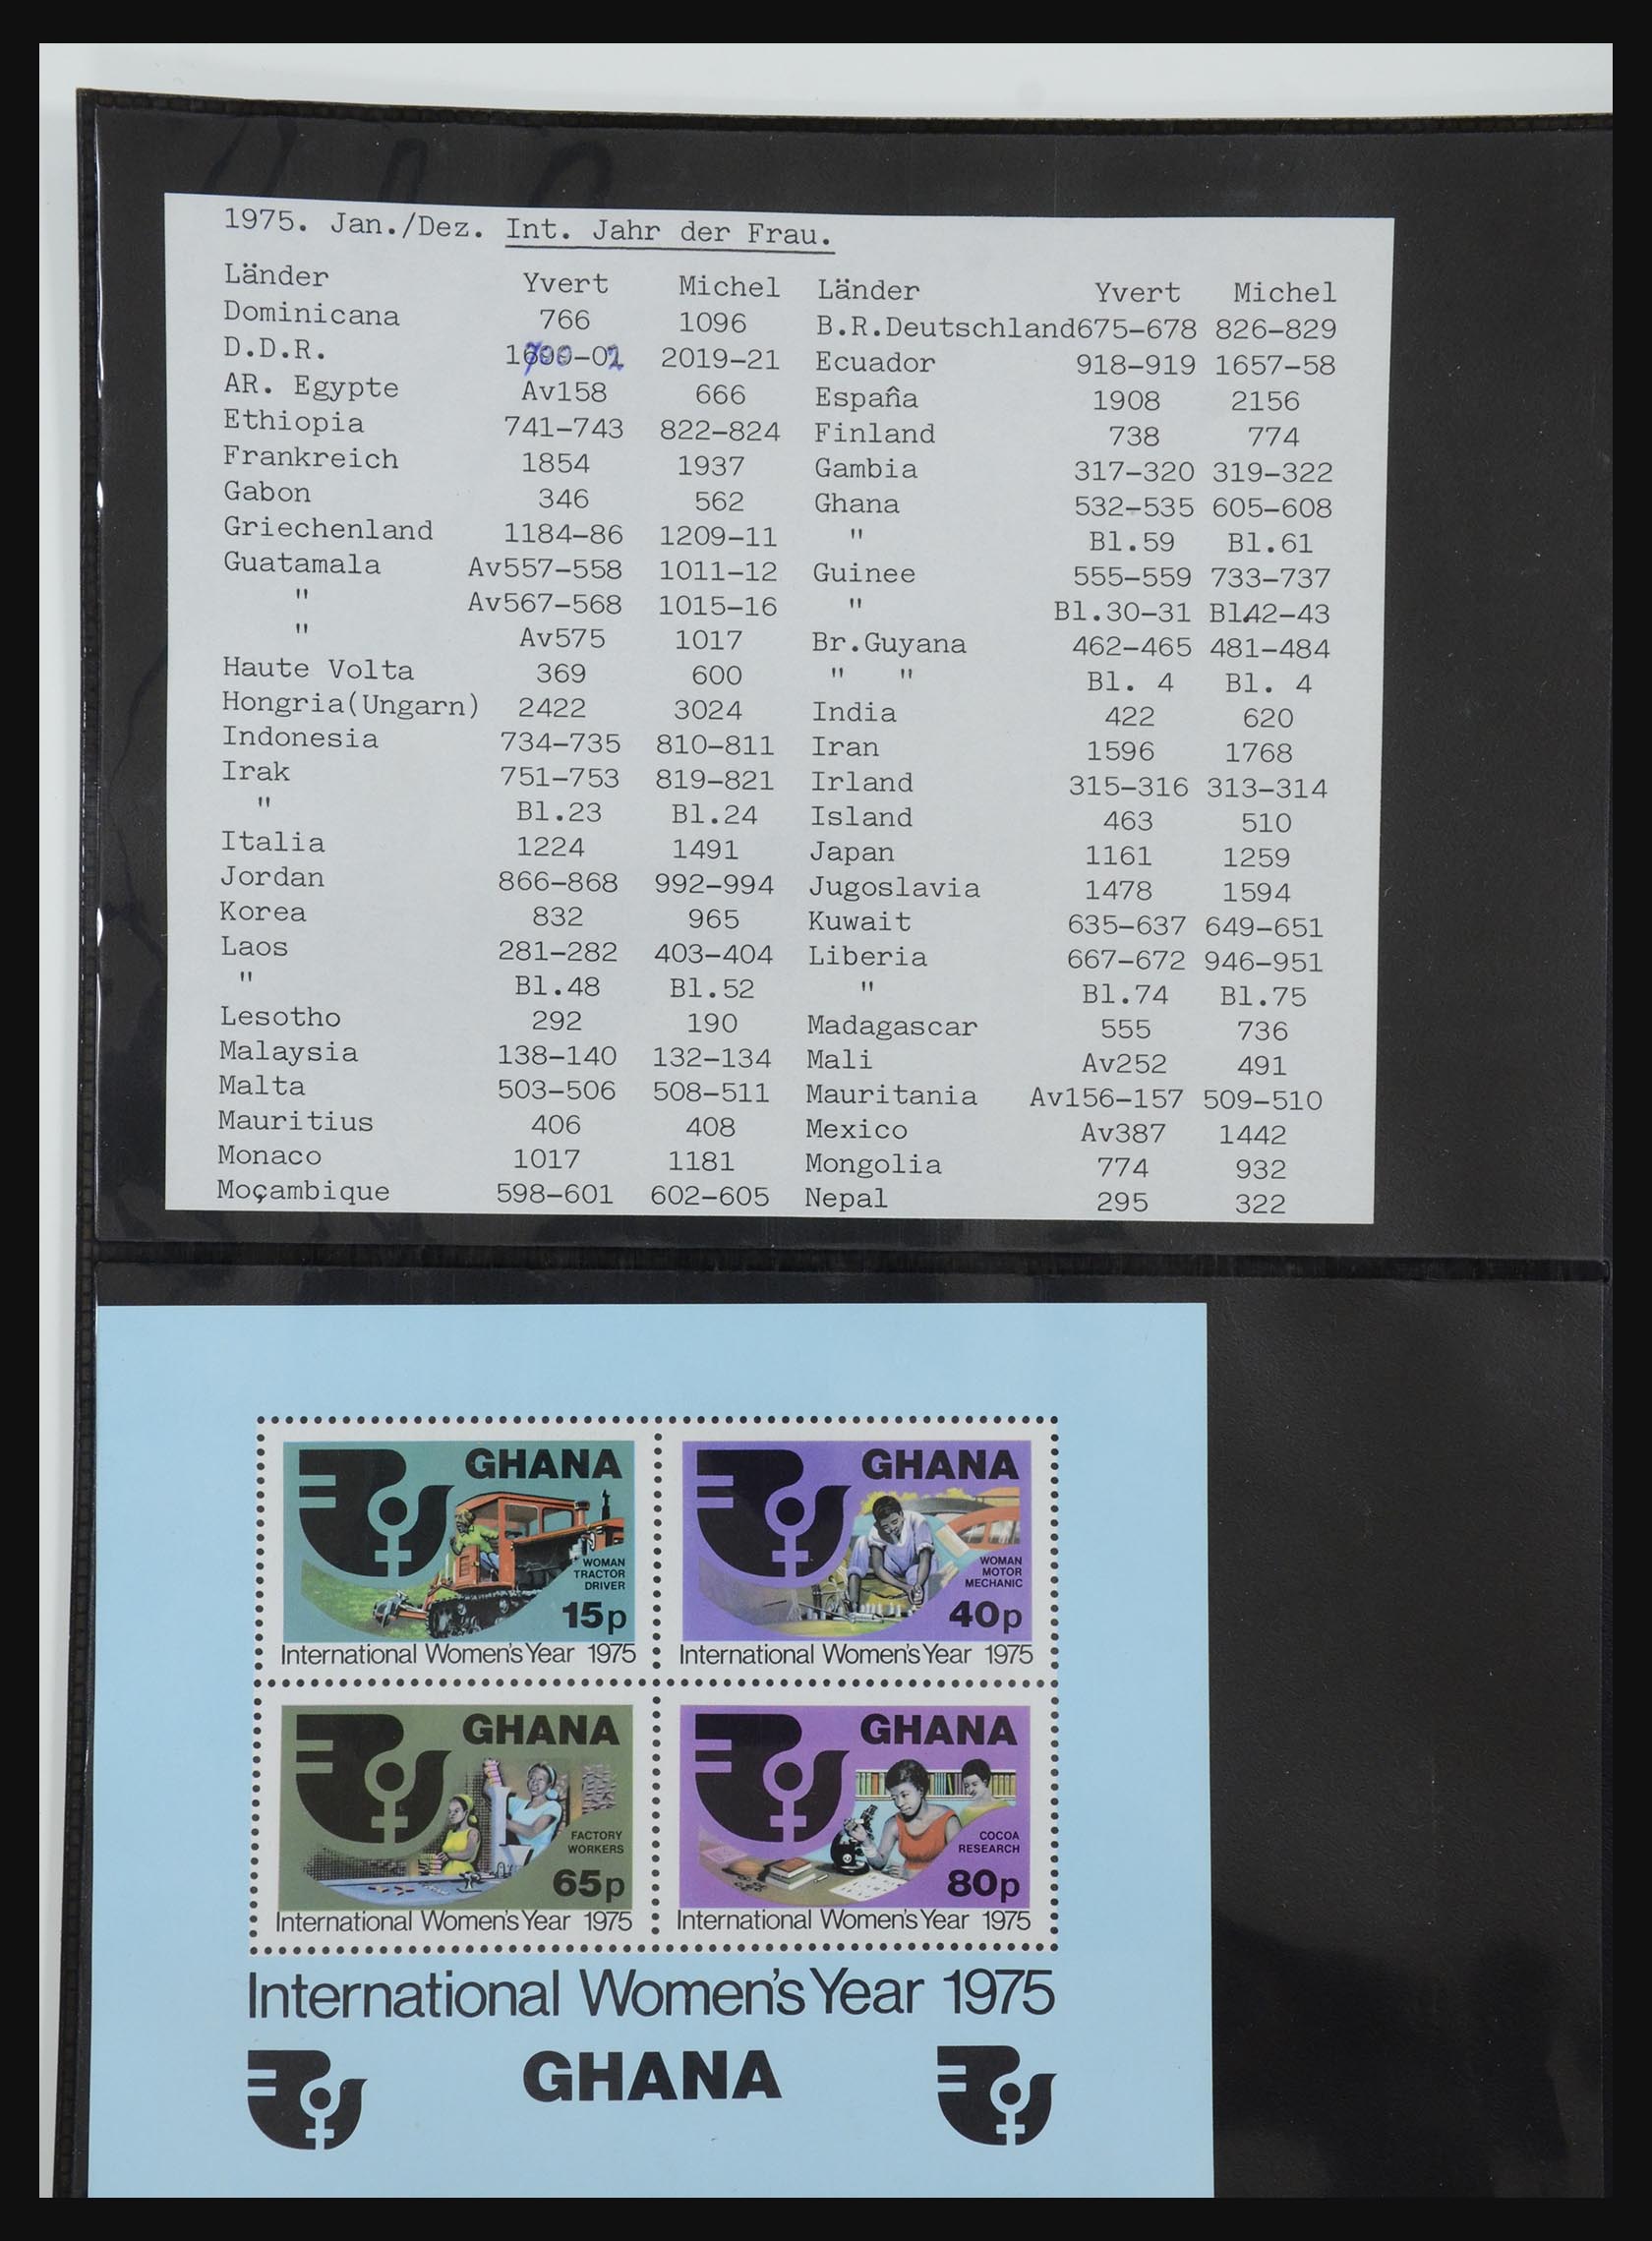 1975. Jan./Dez. Int. Jahr der Frau.
Länder Yvert Michel Länder Yvert Michel
Dominicana 766 1096 B.R.Deutschland675-678 826-829
D.D.R. 2019-21 Ecuador 918-919 1657-58
AR. Egypte Av158 666 España 1908 2156
Ethiopia 741-743 822-824 Finland 738 774
Frankreich 1854 1937 Gambia 317-320 319-322
Gabon 346 562 Ghana 532-535 605-608
Griechenland 1184-86 1209-11 " Bl.59 Bl.61
Guatamala Av557-558 1011-12 Guinee 555-559 733-737
" Av567-568 1015-16 " Bl.30-31 Bl.42-43
" Av575 1017 Br.Guyana 462-465 481-484
Haute Volta 369 600 " " Bl. 4 Bl. 4
Hongria(Ungarn) 2422 3024 India 422 620
Indonesia 734-735 810-811 Iran 1596 1768
Irak 751-753 819-821 Irland 315-316 313-314
" Bl.23 Bl.24 Island 463 510
Italia 1224 1491 Japan 1161 1259
Jordan 866-868 992-994 Jugoslavia 1478 1594
Korea 832 965 Kuwait 635-637 649-651
Laos 281-282 403-404 Liberia 667-672 946-951
" Bl.48 Bl.52 " Bl.74 Bl.75
Lesotho 292 190 Madagascar 555 736
Malaysia 138-140 132-134 Mali Av252 491
Malta 503-506 508-511 Mauritania Av156-157 509-510
Mauritius 406 408 Mexico Av387 1442
Monaco 1017 1181 Mongolia 774 932
Moçambique 598-601 602-605 Nepal 295 322
GHANA
WOMAN
TRACTOR
DRIVER
15p
International Women's Year 1975
GHANA
WOMAN
MOTOR
MECHANIC
40p
International Women's Year 1975
GHANA
FACTORY
WORKERS
65p
International Women's Year 1975
GHANA
COCOA
RESEARCH
80p
International Women's Year 1975
International Women's Year 1975
GHANA